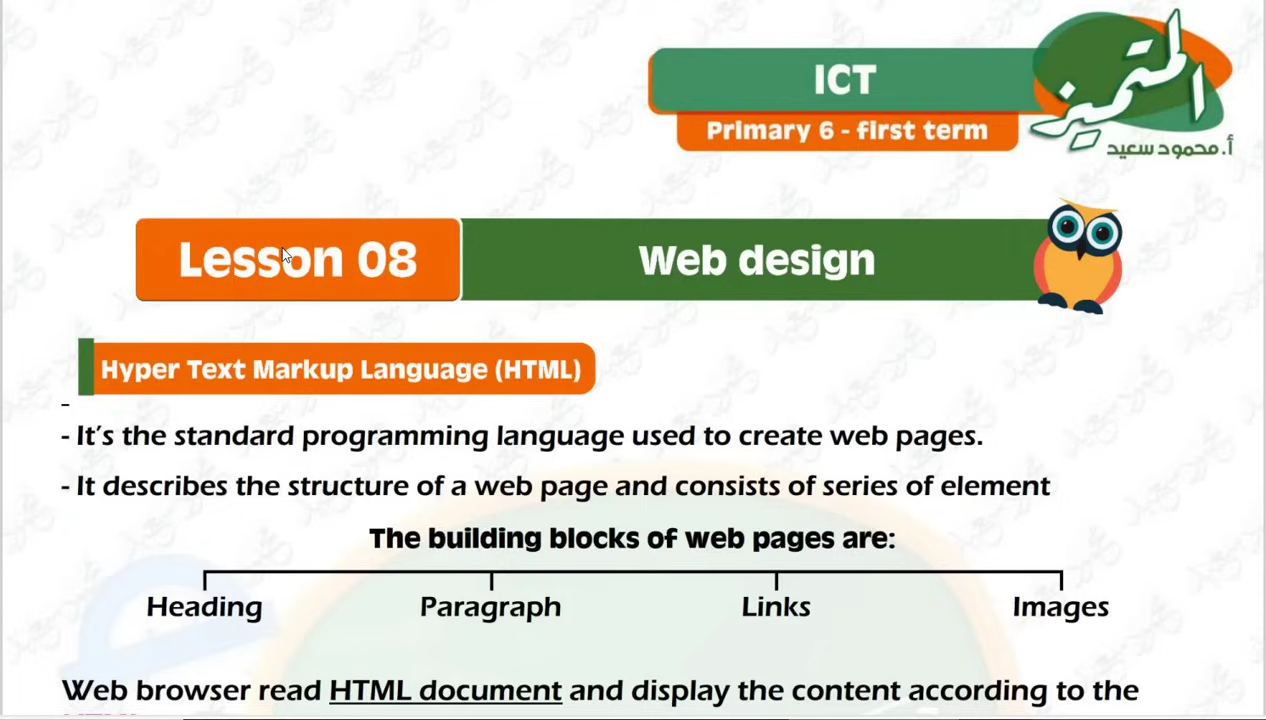 ICT
المتميز
Primary 6 - first term
أ. محمود سعيد
Lesson 08
Web design
Hyper Text Markup Language (HTML)
-
- It's the standard programming language used to create web pages.
- It describes the structure of a web page and consists of series of element
The building blocks of web pages are:
Heading Paragraph Links Images
Web browser read HTML document and display the content according to the